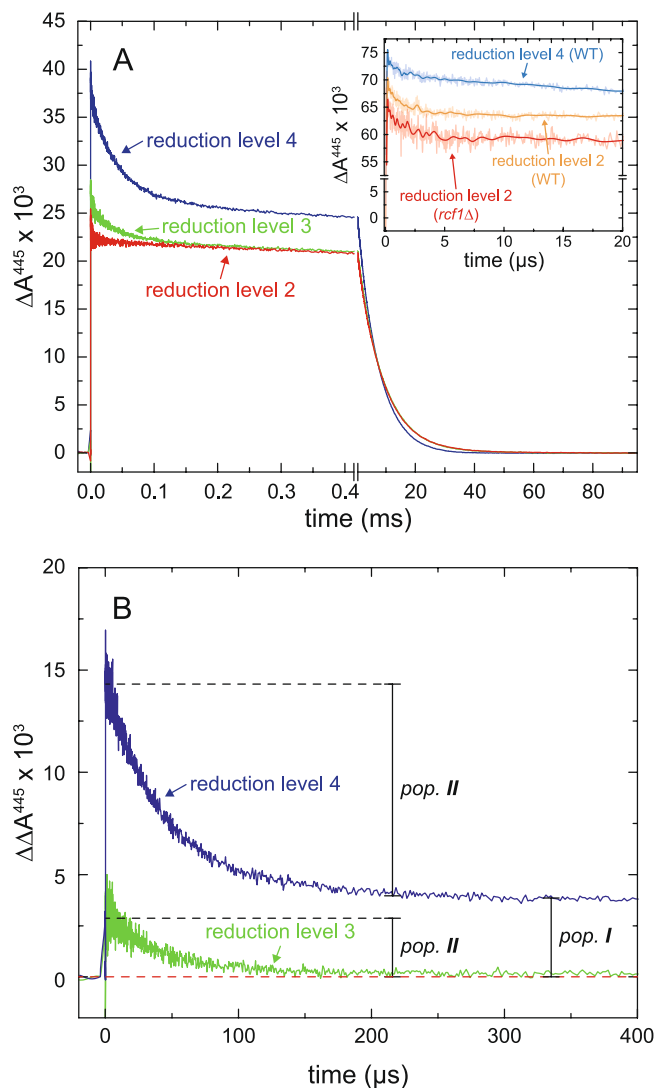 A
ΔA⁴⁴⁵ x 10³
40
35
30
25
20
15
10
5
0
reduction level 4
reduction level 3
reduction level 2
0.0 0.1 0.2 0.3 0.4 20 40 60 80
time (ms)
ΔA⁴⁴⁵ x 10³
75
70
65
60
55
5
0
reduction level 4 (WT)
reduction level 2
(WT)
reduction level 2
(rcf1Δ)
0 5 10 15 20
time (µs)
B
ΔΔA⁴⁴⁵ x 10³
20
15
10
5
0
reduction level 4
pop. II
reduction level 3
pop. II
pop. I
0 100 200 300 400
time (µs)